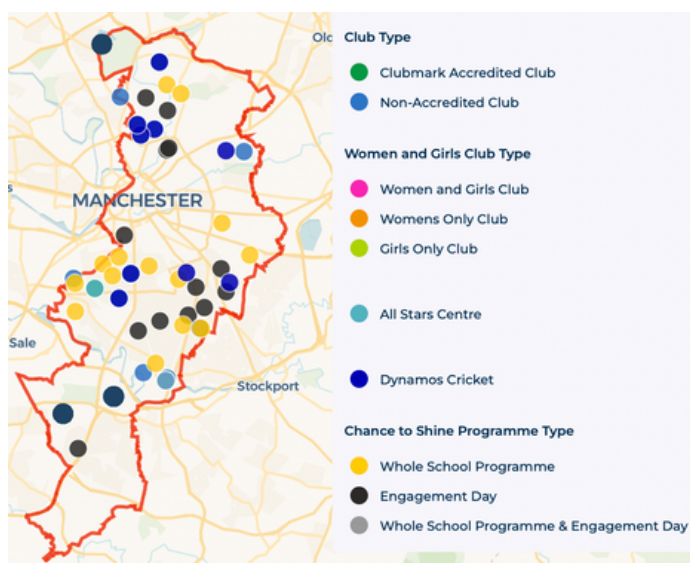 Club Type
Clubmark Accredited Club
Non-Accredited Club
Women and Girls Club Type
Women and Girls Club
Womens Only Club
Girls Only Club
All Stars Centre
Dynamos Cricket
Chance to Shine Programme Type
Whole School Programme
Engagement Day
Whole School Programme & Engagement Day
MANCHESTER
Sale
Stockport